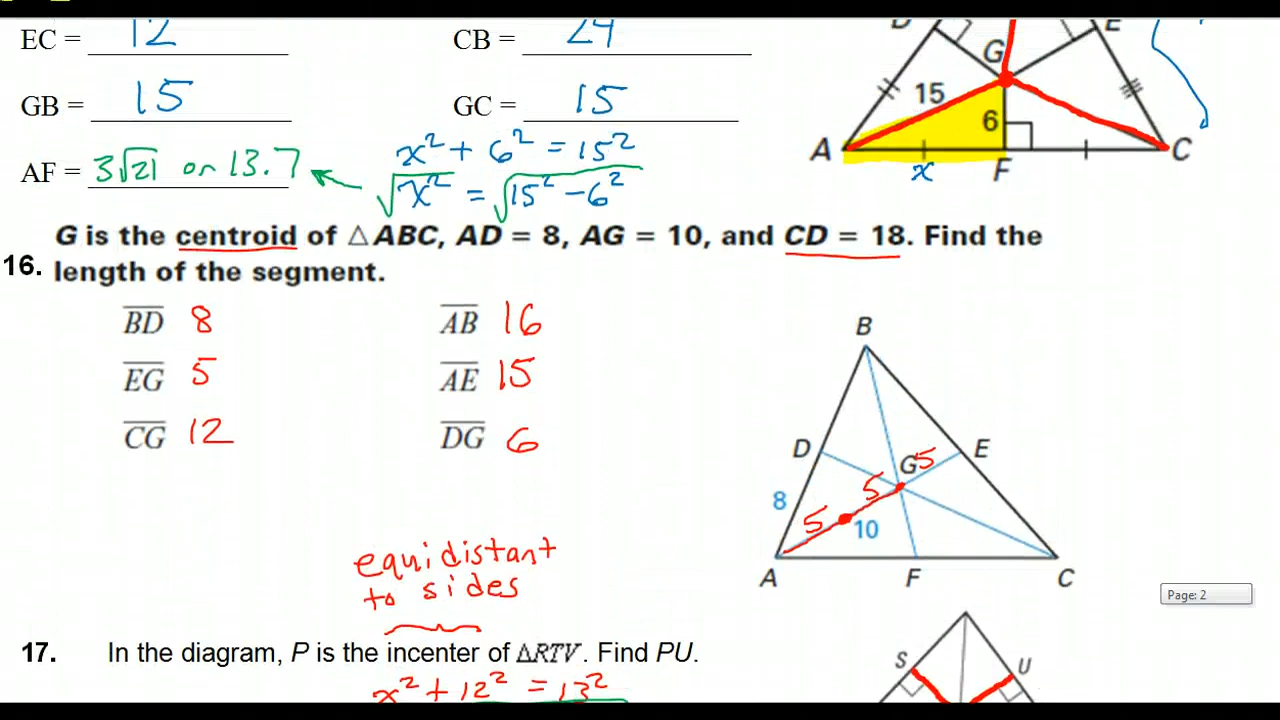 EC = 12 CB = 24
GB = 15 GC = 15
x² + 6² = 15²
AF = 3√21 or 13.7
√x² = √15² − 6²
D E
G
15
6
A x F C
G is the centroid of △ABC, AD = 8, AG = 10, and CD = 18. Find the
16. length of the segment.
BD 8 AB 16
EG 5 AE 15
CG 12 DG 6
B
D E
G 5
5
8
5 10
A F C
equidistant
to sides
Page: 2
17. In the diagram, P is the incenter of ΔRTV. Find PU.
x² + 12² = 13²
S U